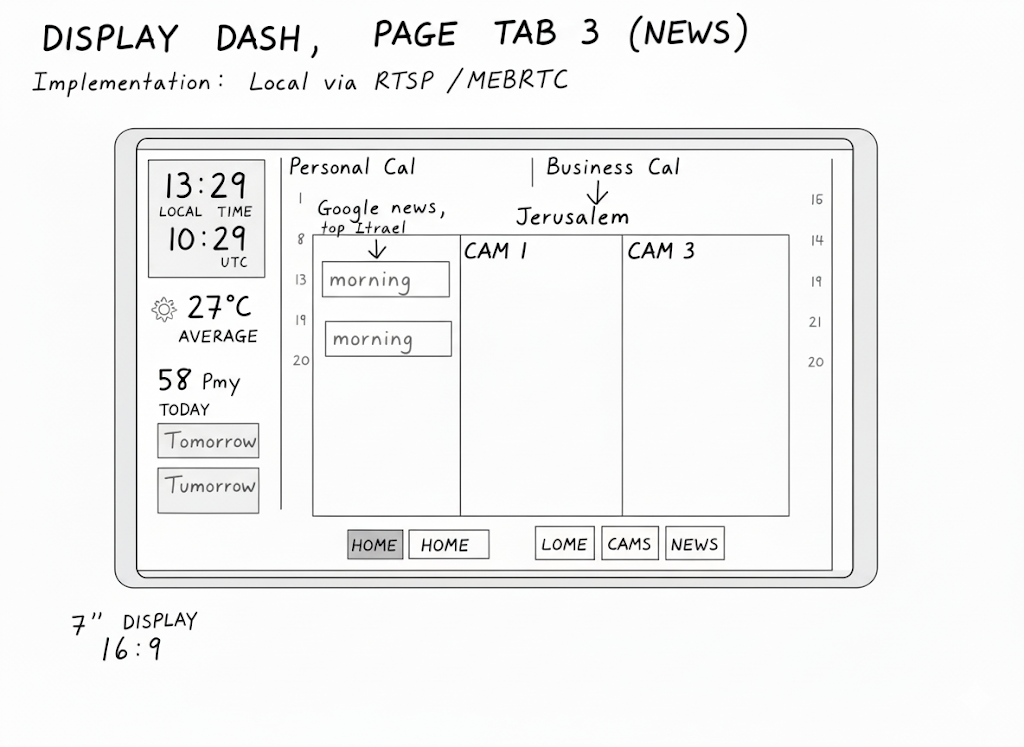 DISPLAY DASH, PAGE TAB 3 (NEWS)
Implementation: Local via RTSP /MEBRTC
13:29
LOCAL TIME
10:29
UTC
27°C
AVERAGE
58 Pmy
TODAY
Tomorrow
Tumorrow
Personal Cal
Business Cal
Jerusalem
1
8
13
19
20
Google news,
top Itrael
morning
morning
CAM 1
CAM 3
16
14
19
21
20
HOME
HOME
LOME
CAMS
NEWS
7" DISPLAY
16:9